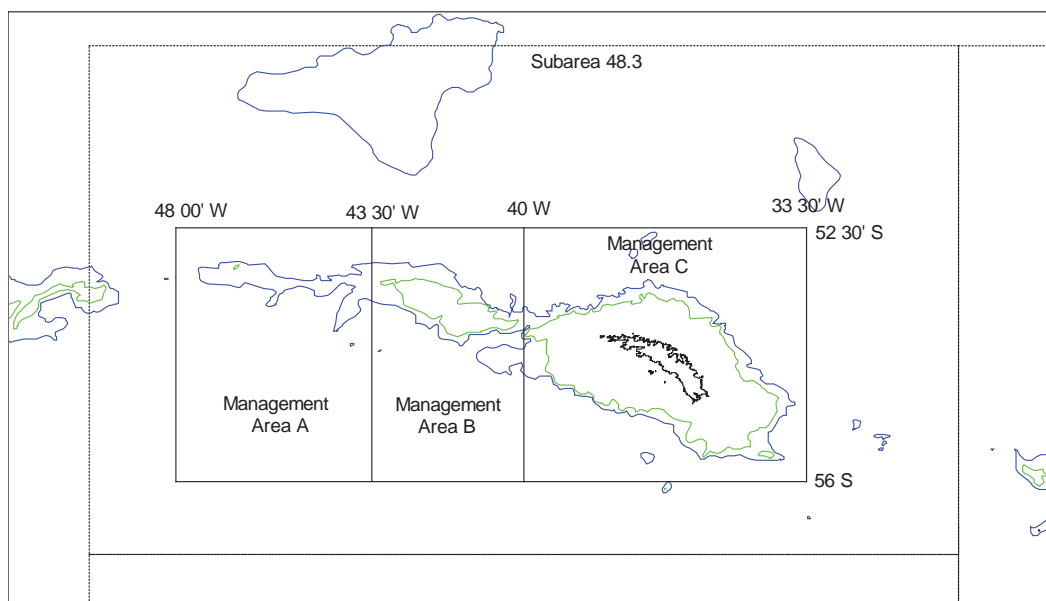 Subarea 48.3
48 00' W
43 30' W
40 W
33 30' W
52 30' S
Management
Area C
Management
Area A
Management
Area B
56 S